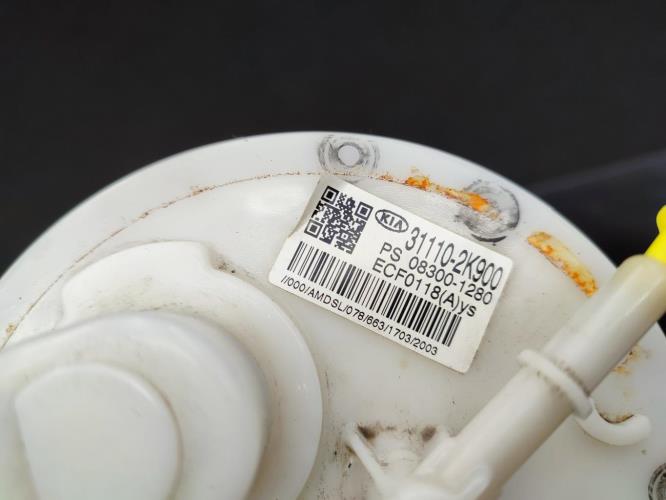 KIA 31110-2K900
PS 08300-1280
ECF0118(A)ys
//000/AMDSL/078/663/1703/2003